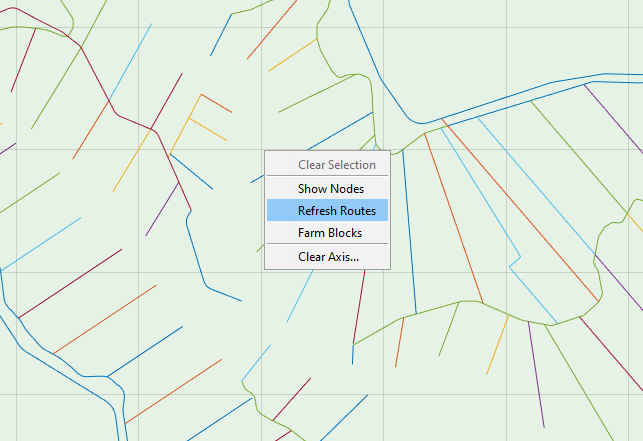 Clear Selection
Show Nodes
Refresh Routes
Farm Blocks
Clear Axis...